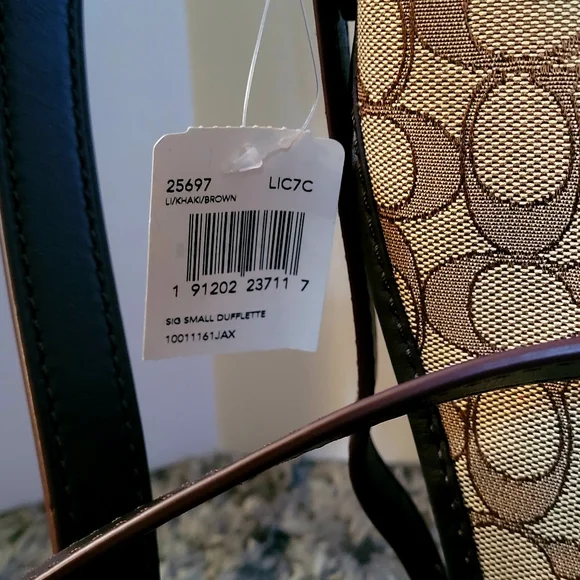 25697 LIC7C
LI/KHAKI/BROWN
1 91202 23711 7
SIG SMALL DUFFLETTE
10011161JAX